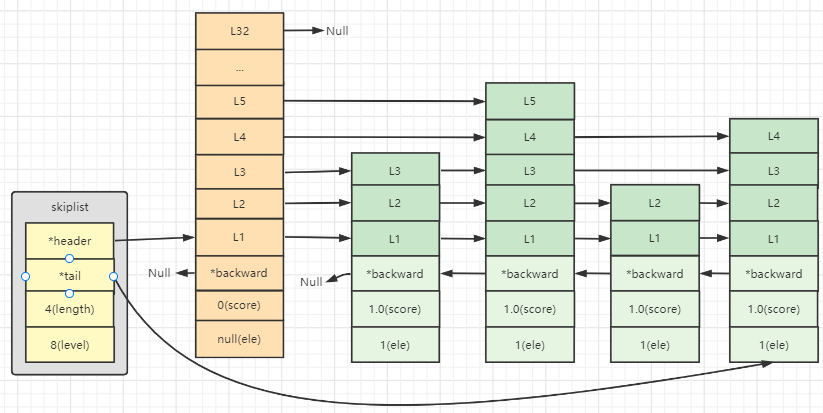 skiplist
*header
*tail
4(length)
8(level)
L32
Null
...
L5
L4
L3
L2
L1
Null
*backward
0(score)
null(ele)
L3
L2
L1
Null
*backward
1.0(score)
1(ele)
L5
L4
L3
L2
L1
*backward
1.0(score)
1(ele)
L2
L1
*backward
1.0(score)
1(ele)
L4
L3
L2
L1
*backward
1.0(score)
1(ele)